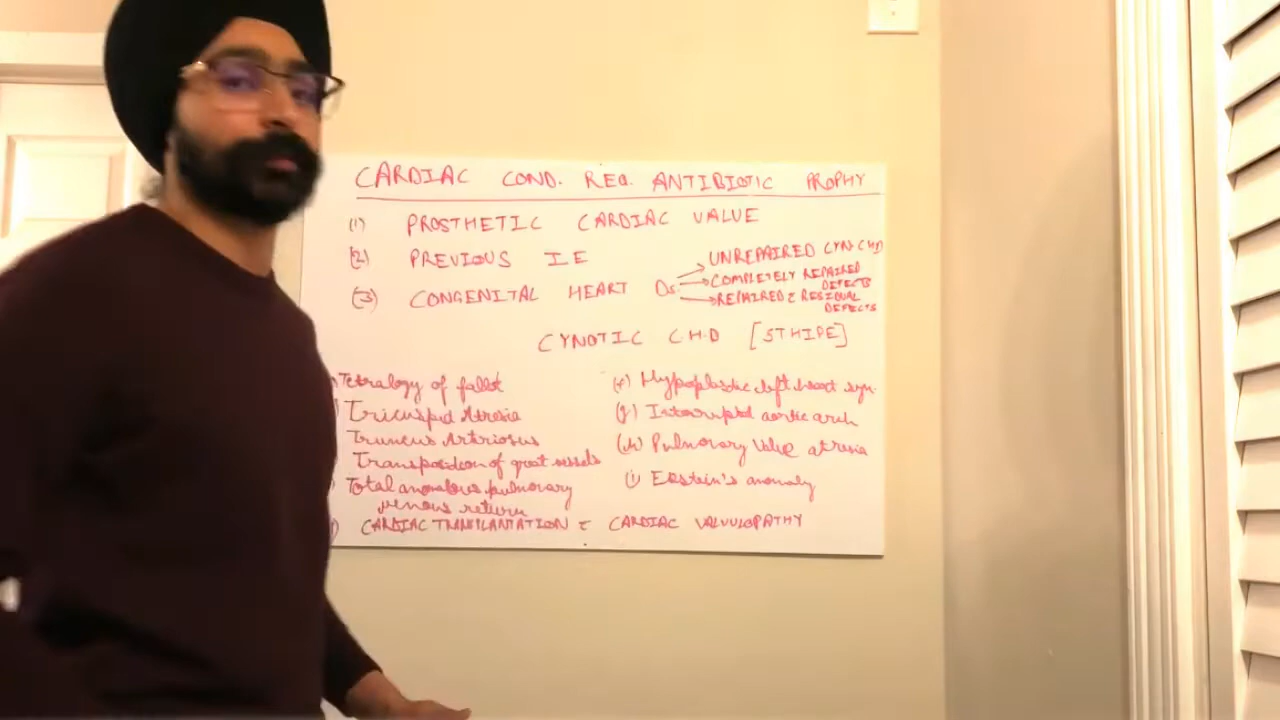 CARDIAC COND. REQ. ANTIBIOTIC PROPHY
(1) PROSTHETIC CARDIAC VALVE
(2) PREVIOUS IE
(3) CONGENITAL HEART Ds
UNREPAIRED CYN CHD
COMPLETELY REPAIRED DEFECTS
REPAIRED c RESIDUAL DEFECTS
CYNOTIC C.H.D [STHIPE]
Tetralogy of fallot
Tricuspid Atresia
Truncus Arteriosus
Transposition of great vessels
Total anomalous pulmonary
venous return
(f) Hypoplastic left heart syn.
(g) Interrupted aortic arch
(h) Pulmonary Valve atresia
(i) Ebstein's anomaly
CARDIAC TRANSPLANTATION c CARDIAC VALVULOPATHY